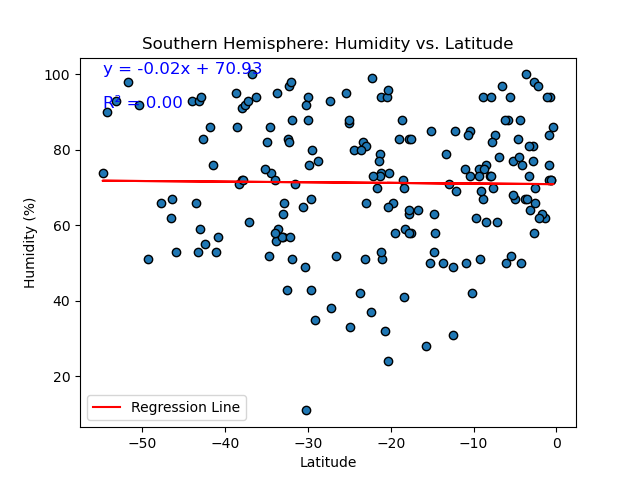 Southern Hemisphere: Humidity vs. Latitude
y = -0.02x + 70.93
R² = 0.00
100
80
60
40
20
Humidity (%)
Regression Line
−50 −40 −30 −20 −10 0
Latitude